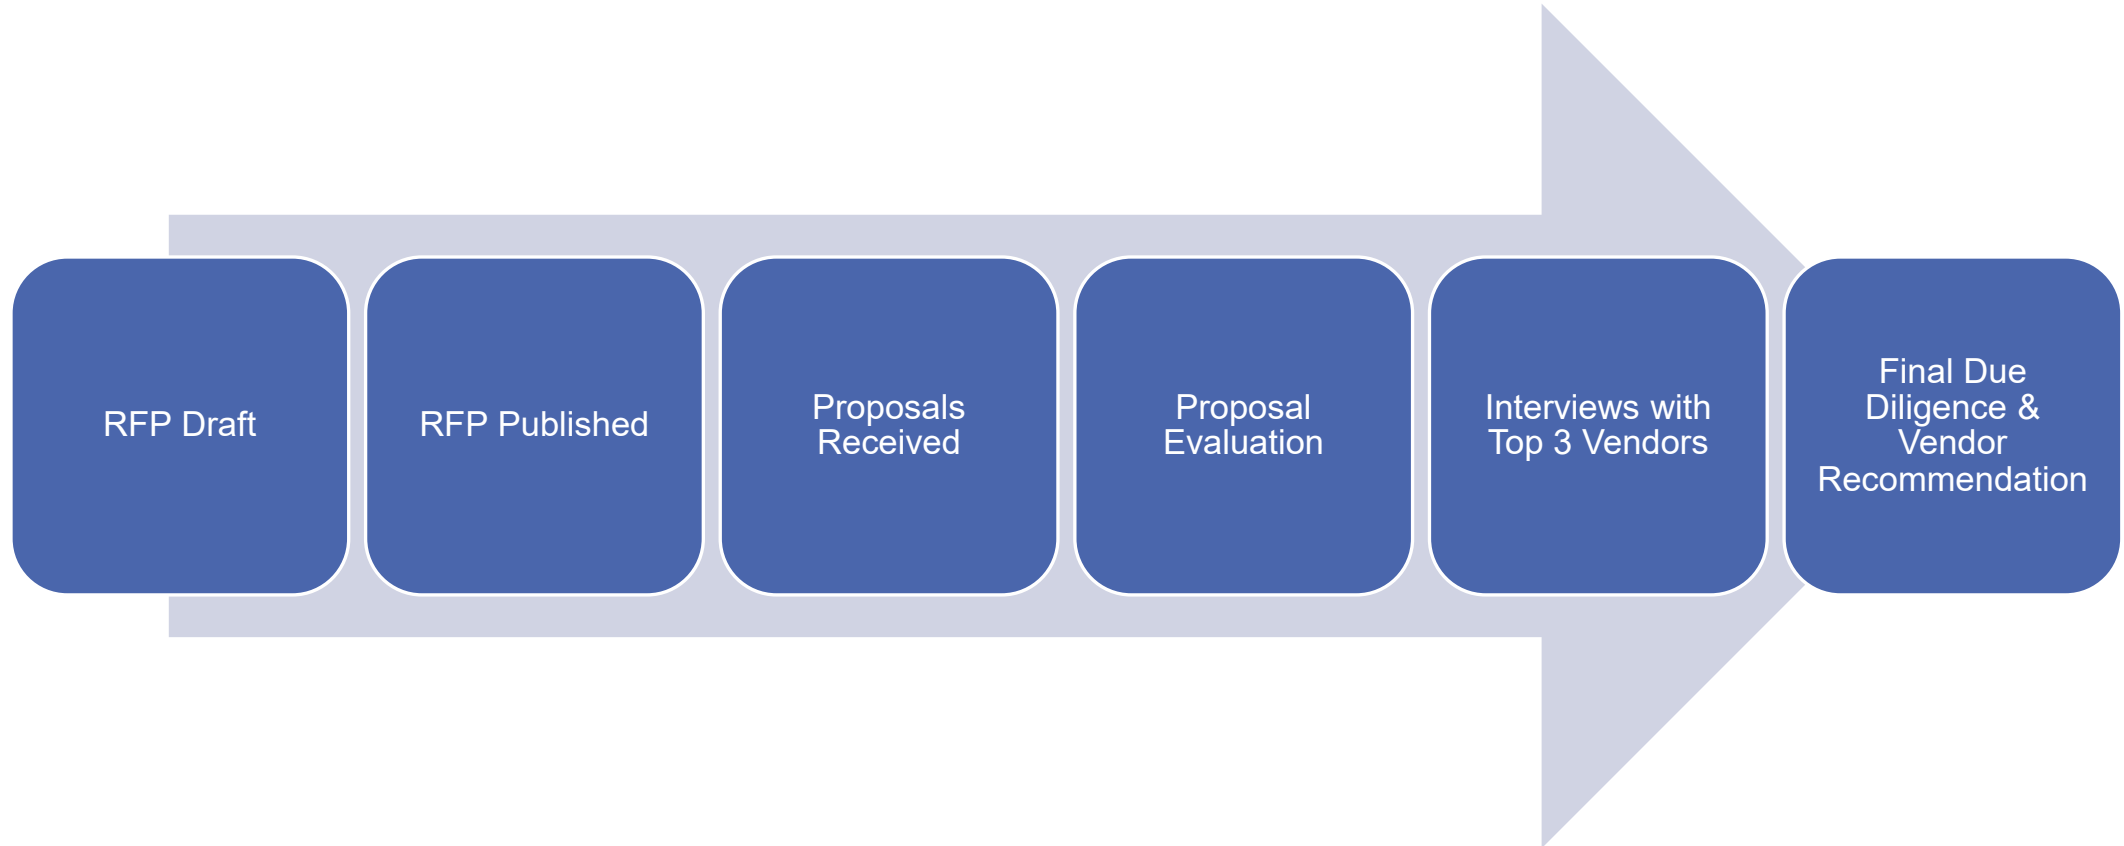 RFP Draft
RFP Published
Proposals
Received
Proposal
Evaluation
Interviews with
Top 3 Vendors
Final Due
Diligence &
Vendor
Recommendation